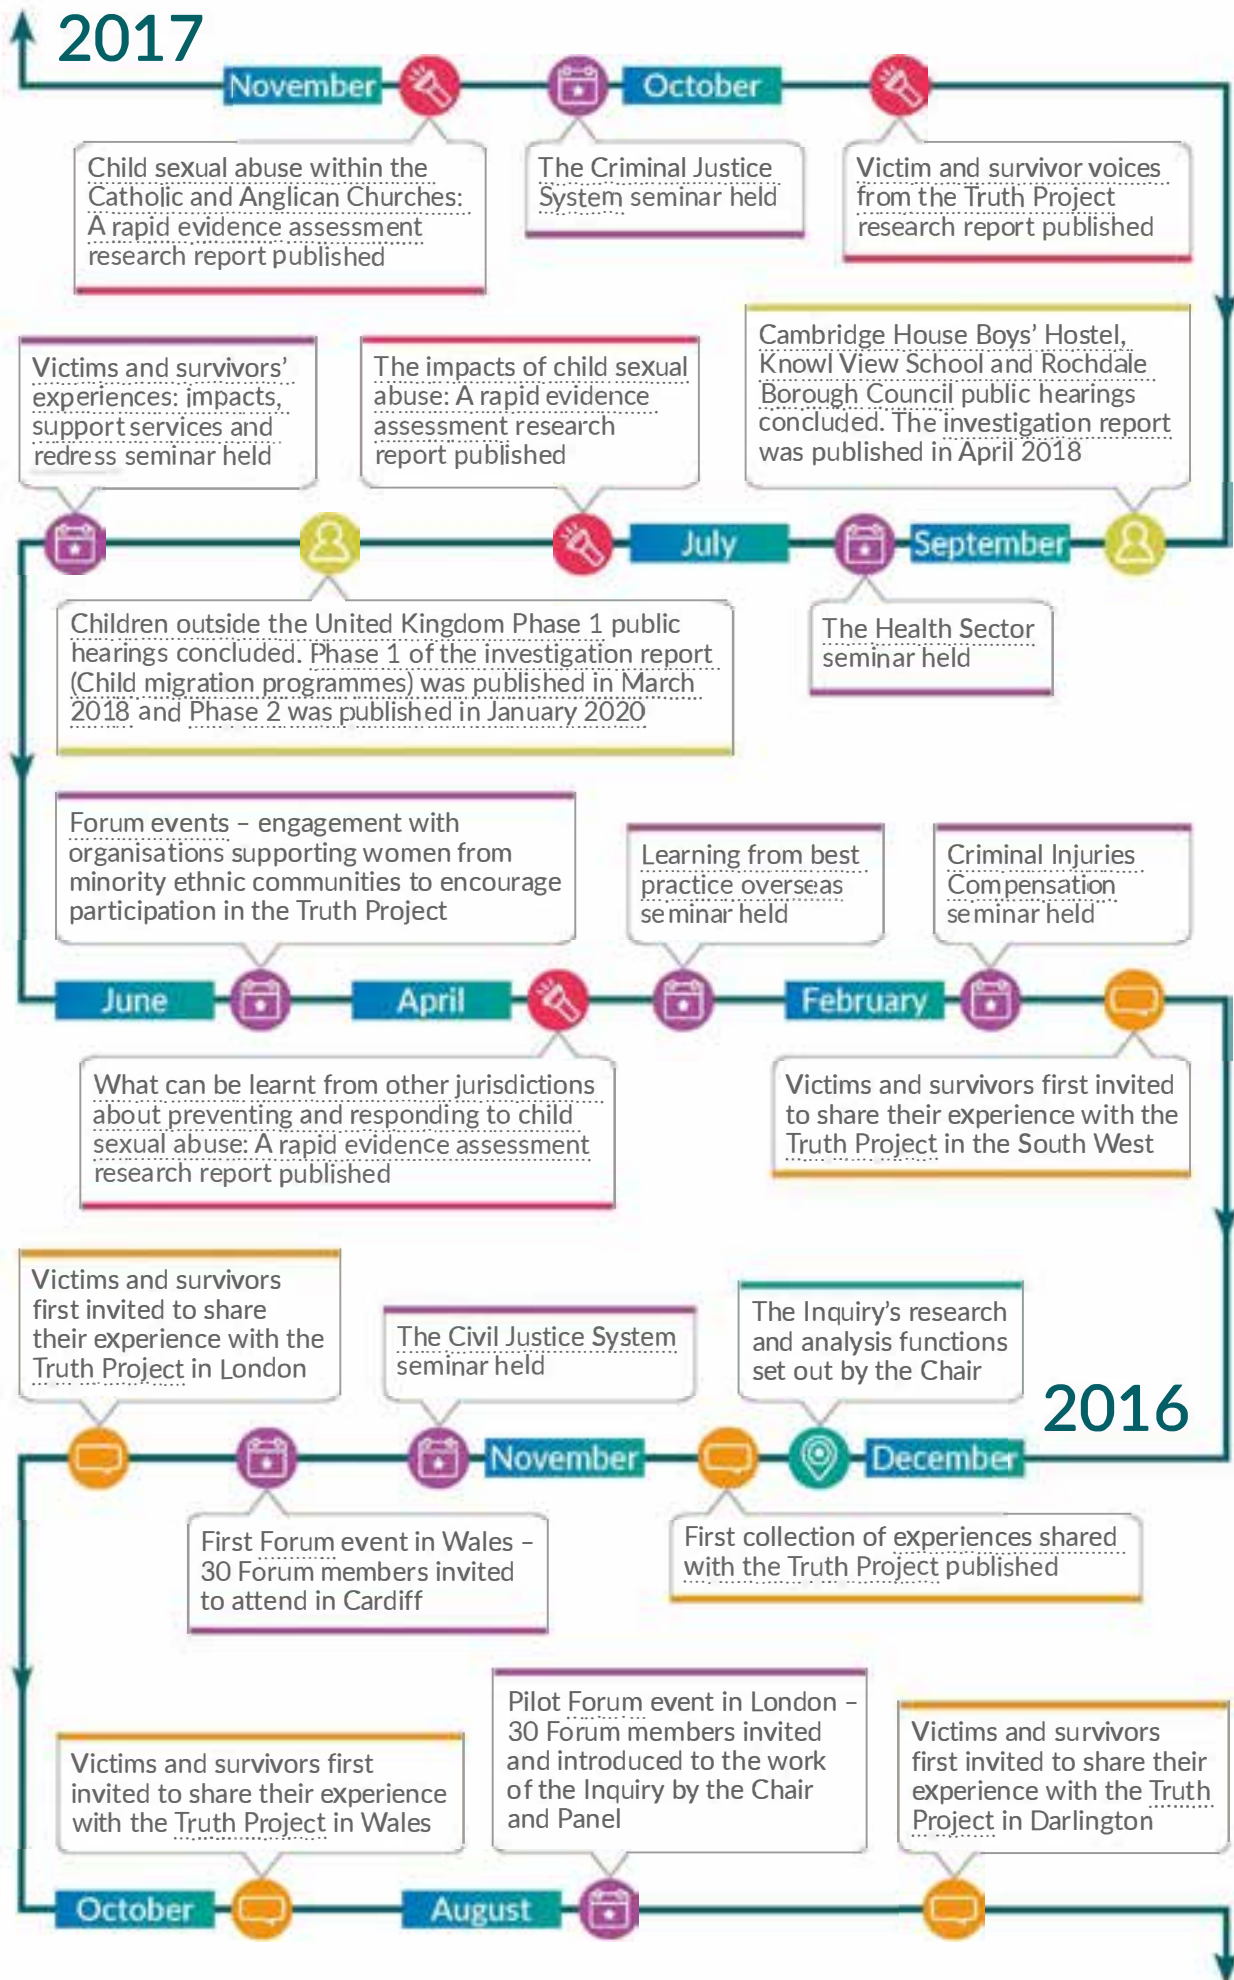 2017
November
October
Child sexual abuse within the
Catholic and Anglican Churches:
A rapid evidence assessment
research report published
The Criminal Justice
System seminar held
Victim and survivor voices
from the Truth Project
research report published
Victims and survivors’
experiences: impacts,
support services and
redress seminar held
The impacts of child sexual
abuse: A rapid evidence
assessment research
report published
Cambridge House Boys’ Hostel,
Knowl View School and Rochdale
Borough Council public hearings
concluded. The investigation report
was published in April 2018
July
September
Children outside the United Kingdom Phase 1 public
hearings concluded. Phase 1 of the investigation report
(Child migration programmes) was published in March
2018 and Phase 2 was published in January 2020
The Health Sector
seminar held
Forum events – engagement with
organisations supporting women from
minority ethnic communities to encourage
participation in the Truth Project
Learning from best
practice overseas
seminar held
Criminal Injuries
Compensation
seminar held
June
April
February
What can be learnt from other jurisdictions
about preventing and responding to child
sexual abuse: A rapid evidence assessment
research report published
Victims and survivors first invited
to share their experience with the
Truth Project in the South West
Victims and survivors
first invited to share
their experience with the
Truth Project in London
The Civil Justice System
seminar held
The Inquiry’s research
and analysis functions
set out by the Chair
2016
November
December
First Forum event in Wales –
30 Forum members invited
to attend in Cardiff
First collection of experiences shared
with the Truth Project published
Victims and survivors first
invited to share their experience
with the Truth Project in Wales
Pilot Forum event in London –
30 Forum members invited
and introduced to the work
of the Inquiry by the Chair
and Panel
Victims and survivors
first invited to share their
experience with the Truth
Project in Darlington
October
August